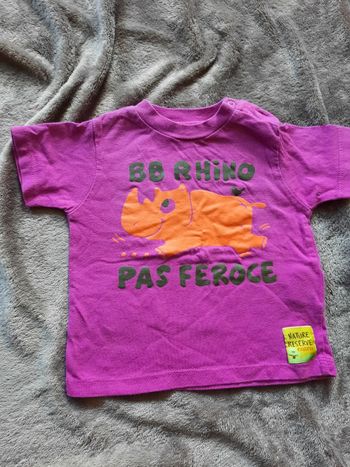 BB RHINO
PAS FEROCE
NATURE
RESERVE